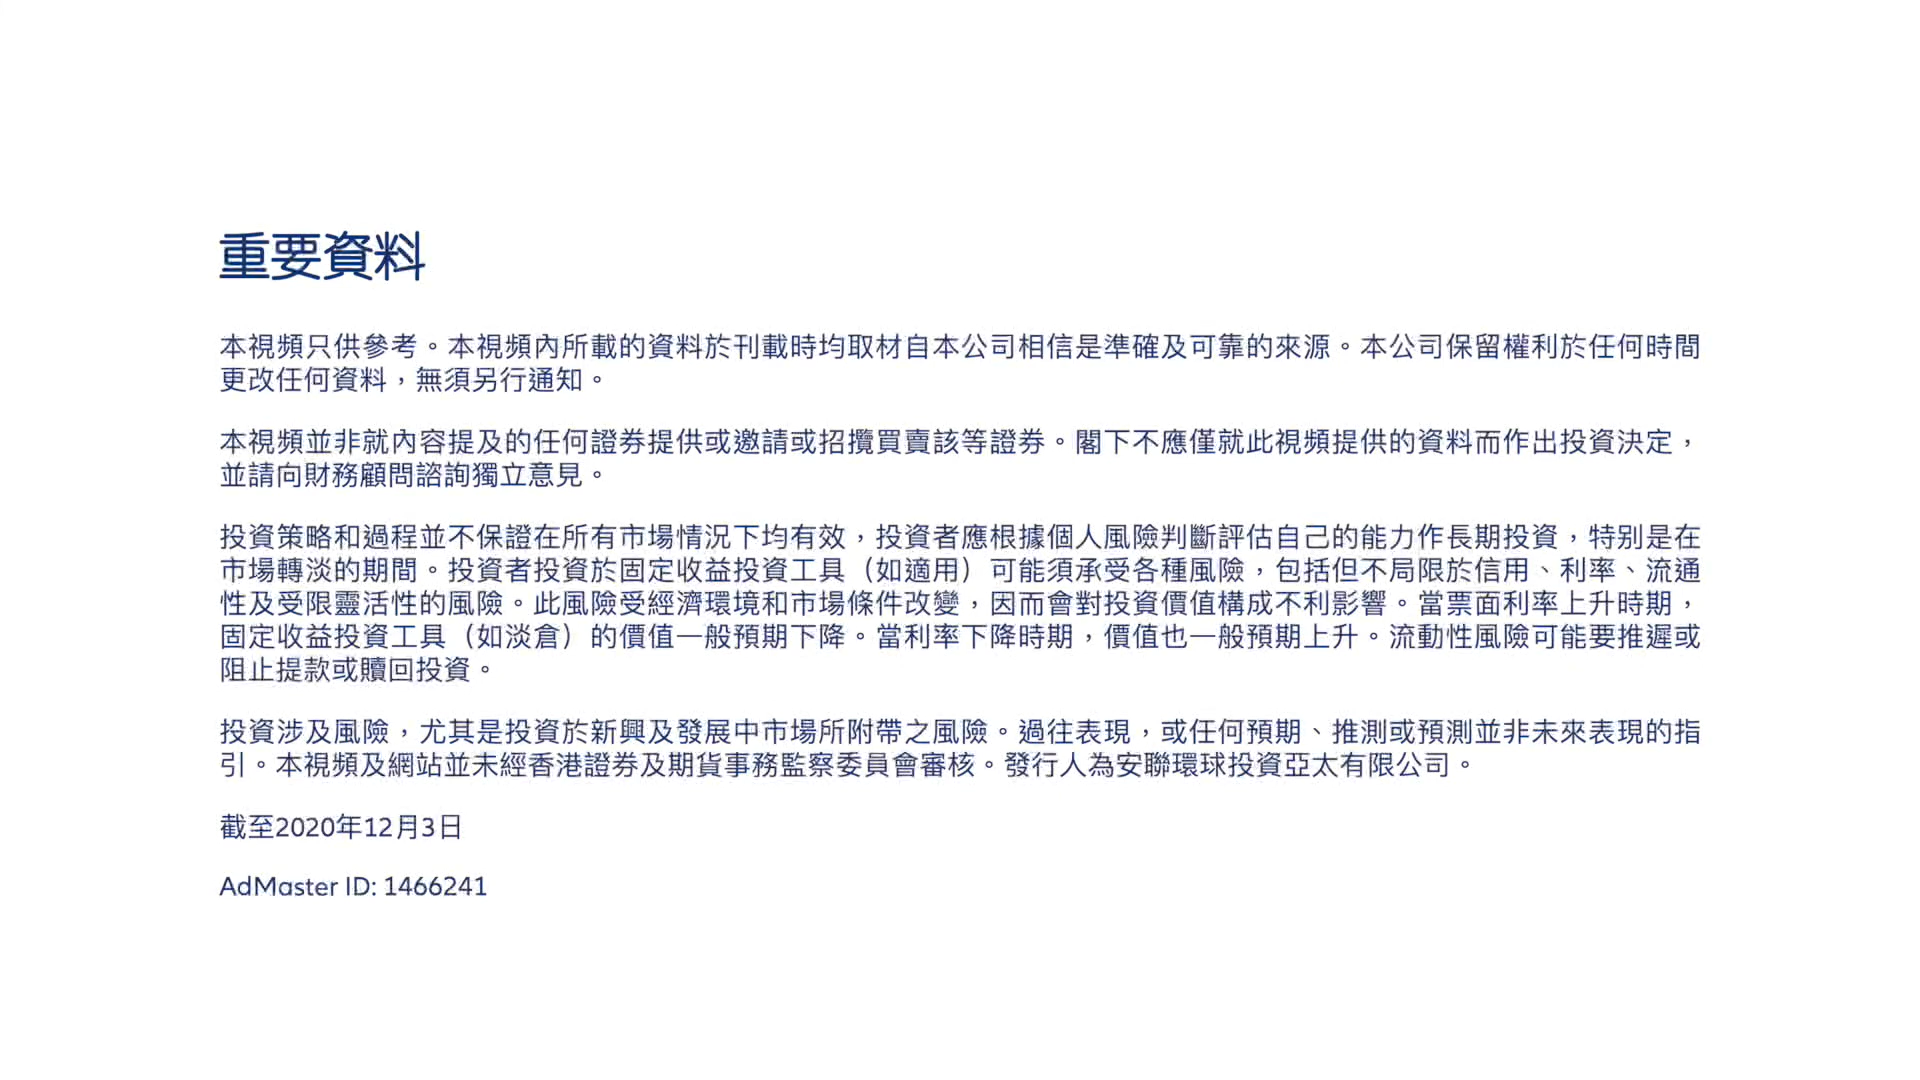 重要資料
本視頻只供參考。本視頻內所載的資料於刊載時均取材自本公司相信是準確及可靠的來源。本公司保留權利於任何時間
更改任何資料，無須另行通知。
本視頻並非就內容提及的任何證券提供或邀請或招攬買賣該等證券。閣下不應僅就此視頻提供的資料而作出投資決定，
並請向財務顧問諮詢獨立意見。
投資策略和過程並不保證在所有市場情況下均有效，投資者應根據個人風險判斷評估自己的能力作長期投資，特別是在
市場轉淡的期間。投資者投資於固定收益投資工具（如適用）可能須承受各種風險，包括但不局限於信用、利率、流通
性及受限靈活性的風險。此風險受經濟環境和市場條件改變，因而會對投資價值構成不利影響。當票面利率上升時期，
固定收益投資工具（如淡倉）的價值一般預期下降。當利率下降時期，價值也一般預期上升。流動性風險可能要推遲或
阻止提款或贖回投資。
投資涉及風險，尤其是投資於新興及發展中市場所附帶之風險。過往表現，或任何預期、推測或預測並非未來表現的指
引。本視頻及網站並未經香港證券及期貨事務監察委員會審核。發行人為安聯環球投資亞太有限公司。
截至2020年12月3日
AdMaster ID: 1466241